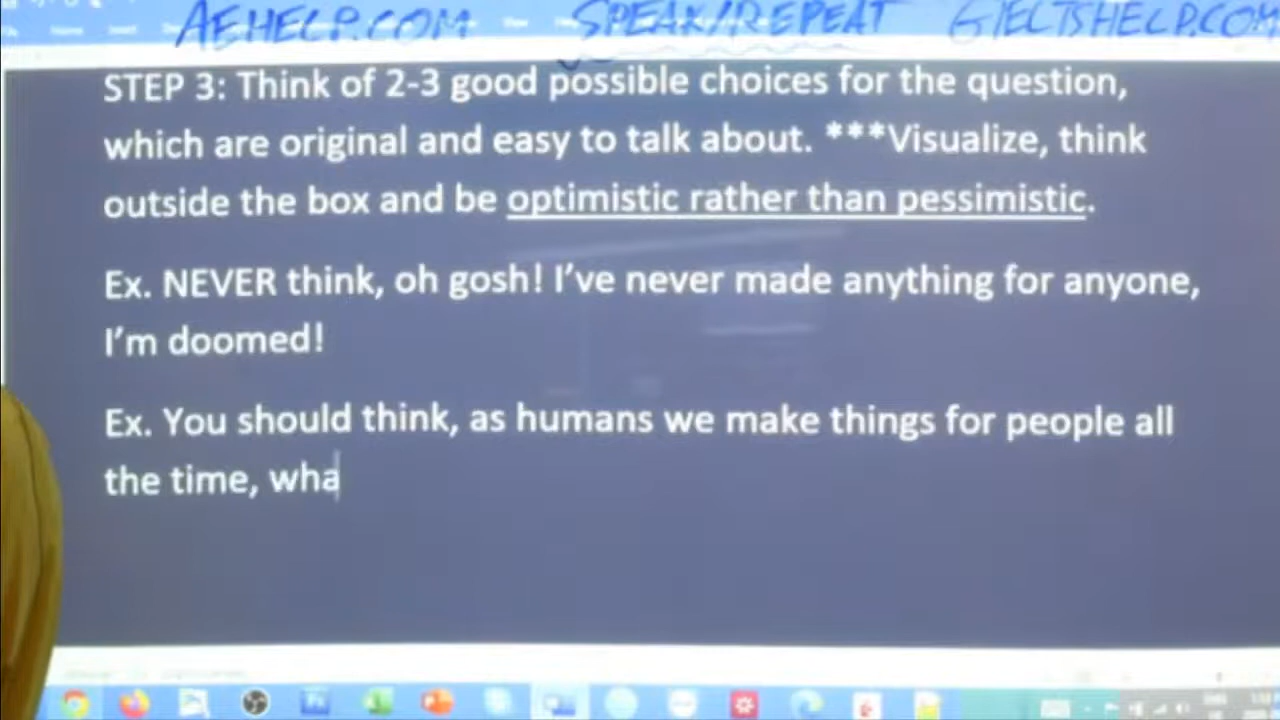 AEHELP.COM SPEAK/REPEAT GIELTSHELP.COM
STEP 3: Think of 2-3 good possible choices for the question,
which are original and easy to talk about. ***Visualize, think
outside the box and be optimistic rather than pessimistic.
Ex. NEVER think, oh gosh! I've never made anything for anyone,
I'm doomed!
Ex. You should think, as humans we make things for people all
the time, wha